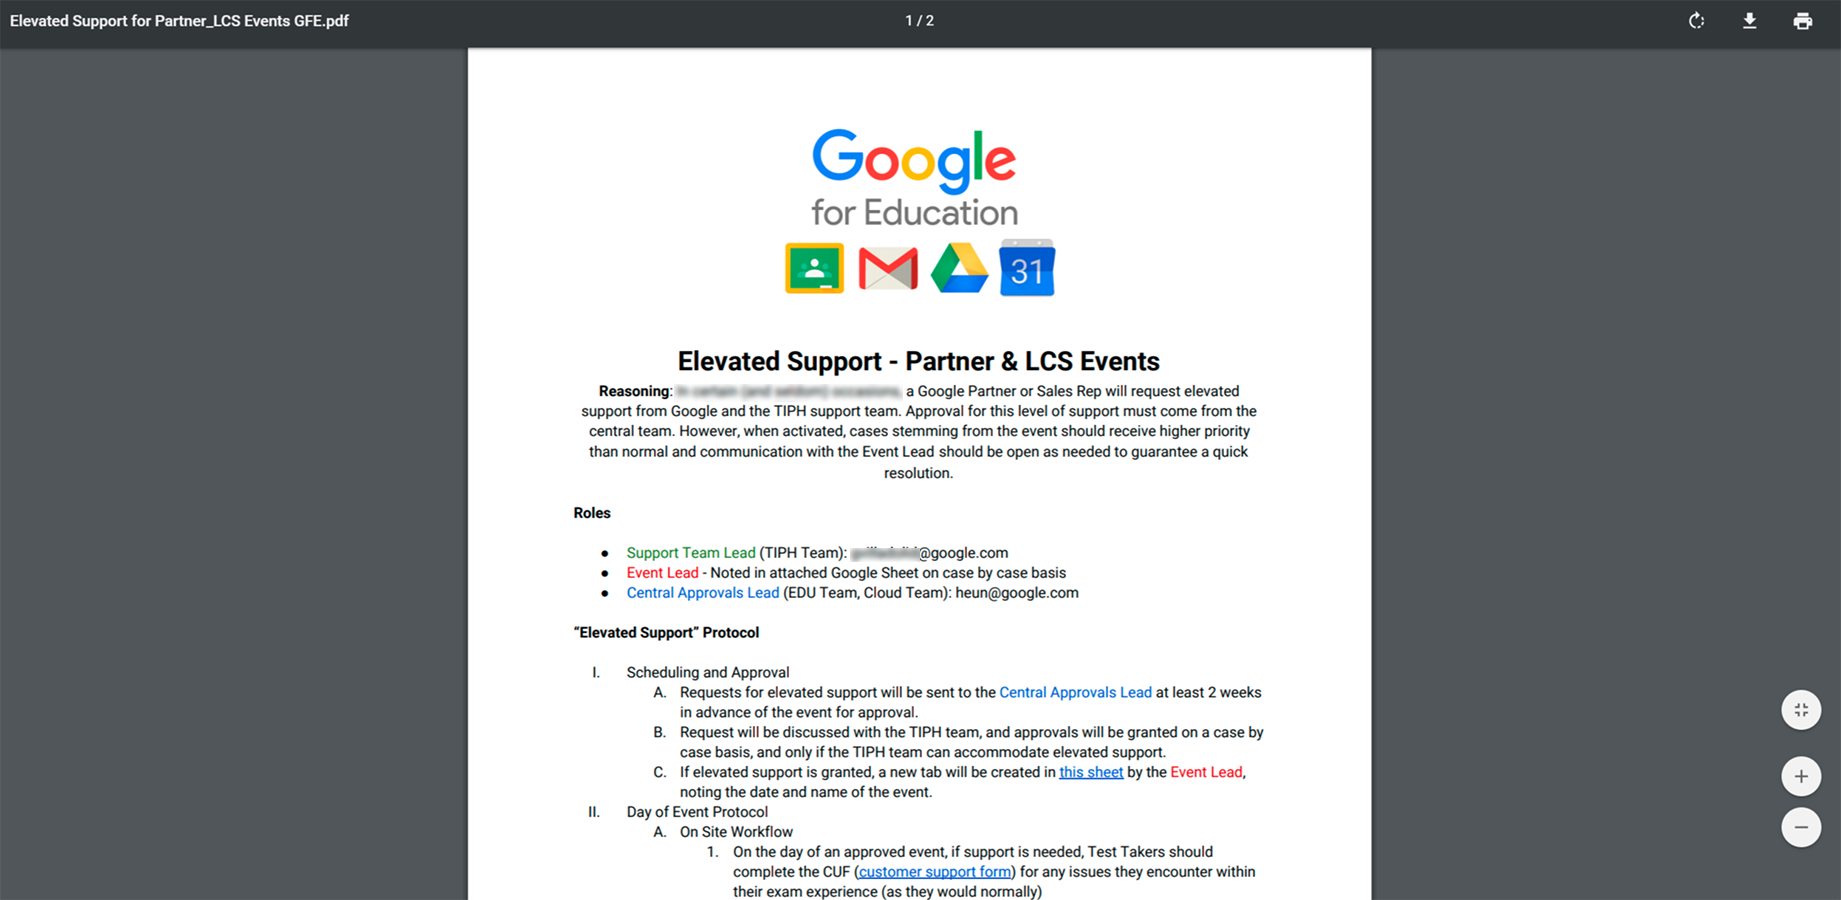 Elevated Support for Partner_LCS Events GFE.pdf
1 / 2
Google
for Education
31
Elevated Support - Partner & LCS Events
Reasoning: a Google Partner or Sales Rep will request elevated
support from Google and the TIPH support team. Approval for this level of support must come from the
central team. However, when activated, cases stemming from the event should receive higher priority
than normal and communication with the Event Lead should be open as needed to guarantee a quick
resolution.
Roles
● Support Team Lead (TIPH Team): @google.com
● Event Lead - Noted in attached Google Sheet on case by case basis
● Central Approvals Lead (EDU Team, Cloud Team): heun@google.com
“Elevated Support” Protocol
I. Scheduling and Approval
A. Requests for elevated support will be sent to the Central Approvals Lead at least 2 weeks
in advance of the event for approval.
B. Request will be discussed with the TIPH team, and approvals will be granted on a case by
case basis, and only if the TIPH team can accommodate elevated support.
C. If elevated support is granted, a new tab will be created in this sheet by the Event Lead,
noting the date and name of the event.
II. Day of Event Protocol
A. On Site Workflow
1. On the day of an approved event, if support is needed, Test Takers should
complete the CUF (customer support form) for any issues they encounter within
their exam experience (as they would normally)